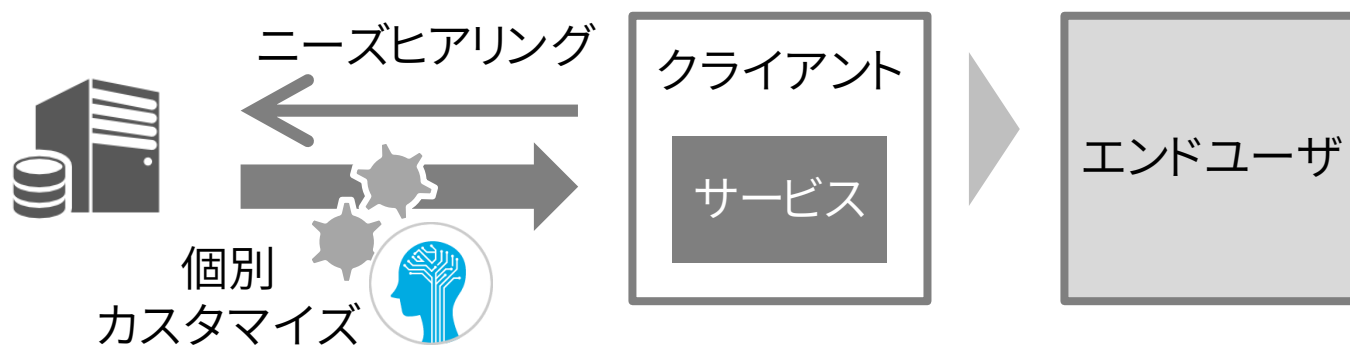 ニーズヒアリング
クライアント
サービス
エンドユーザ
個別
カスタマイズ